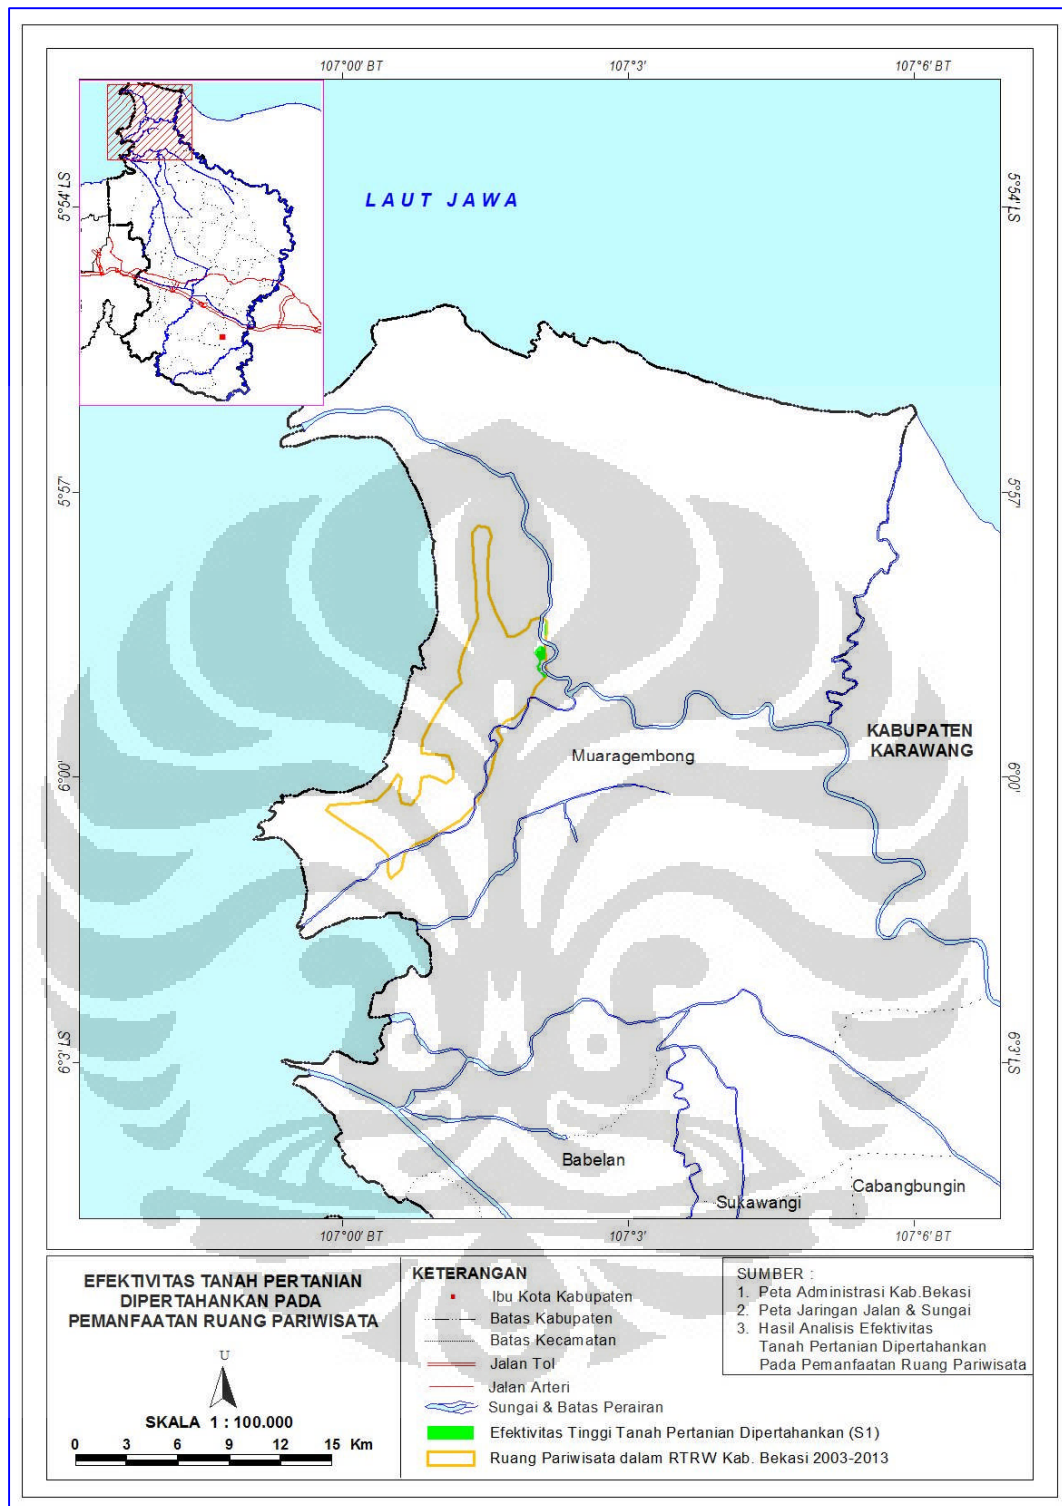 107°00' BT
107°3'
107°6' BT
5°54' LS
LAUT JAWA
5°54' LS
5°57'
5°57'
KABUPATEN
KARAWANG
Muaragembong
6°00'
6°00'
6°3' LS
6°3' LS
Babelan
Cabangbungin
Sukawangi
107°00' BT
107°3'
107°6' BT
EFEKTIVITAS TANAH PERTANIAN
DIPERTAHANKAN PADA
PEMANFAATAN RUANG PARIWISATA
U
SKALA 1 : 100.000
0 3 6 9 12 15 Km
KETERANGAN
Ibu Kota Kabupaten
Batas Kabupaten
Batas Kecamatan
Jalan Tol
Jalan Arteri
Sungai & Batas Perairan
Efektivitas Tinggi Tanah Pertanian Dipertahankan (S1)
Ruang Pariwisata dalam RTRW Kab. Bekasi 2003-2013
SUMBER :
1. Peta Administrasi Kab.Bekasi
2. Peta Jaringan Jalan & Sungai
3. Hasil Analisis Efektivitas
Tanah Pertanian Dipertahankan
Pada Pemanfaatan Ruang Pariwisata